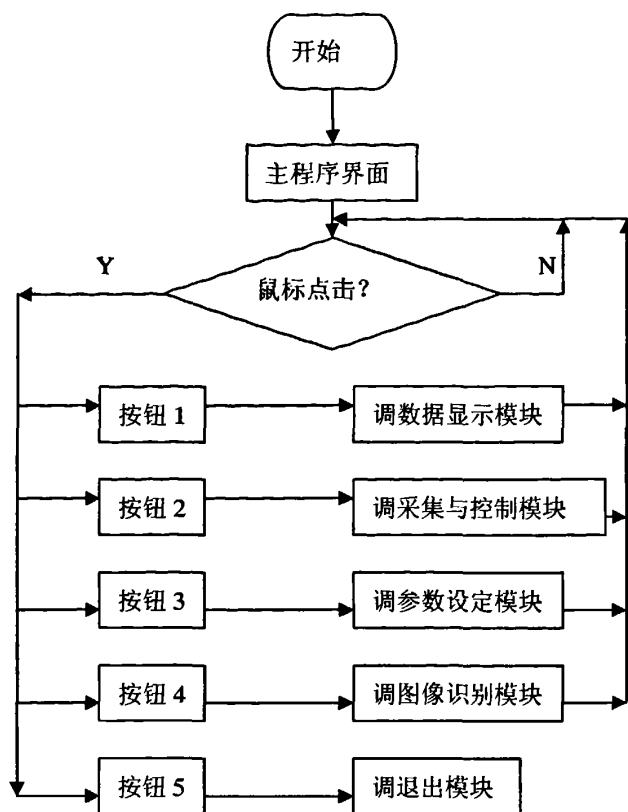 开始
主程序界面
Y
N
鼠标点击?
按钮 1
调数据显示模块
按钮 2
调采集与控制模块
按钮 3
调参数设定模块
按钮 4
调图像识别模块
按钮 5
调退出模块